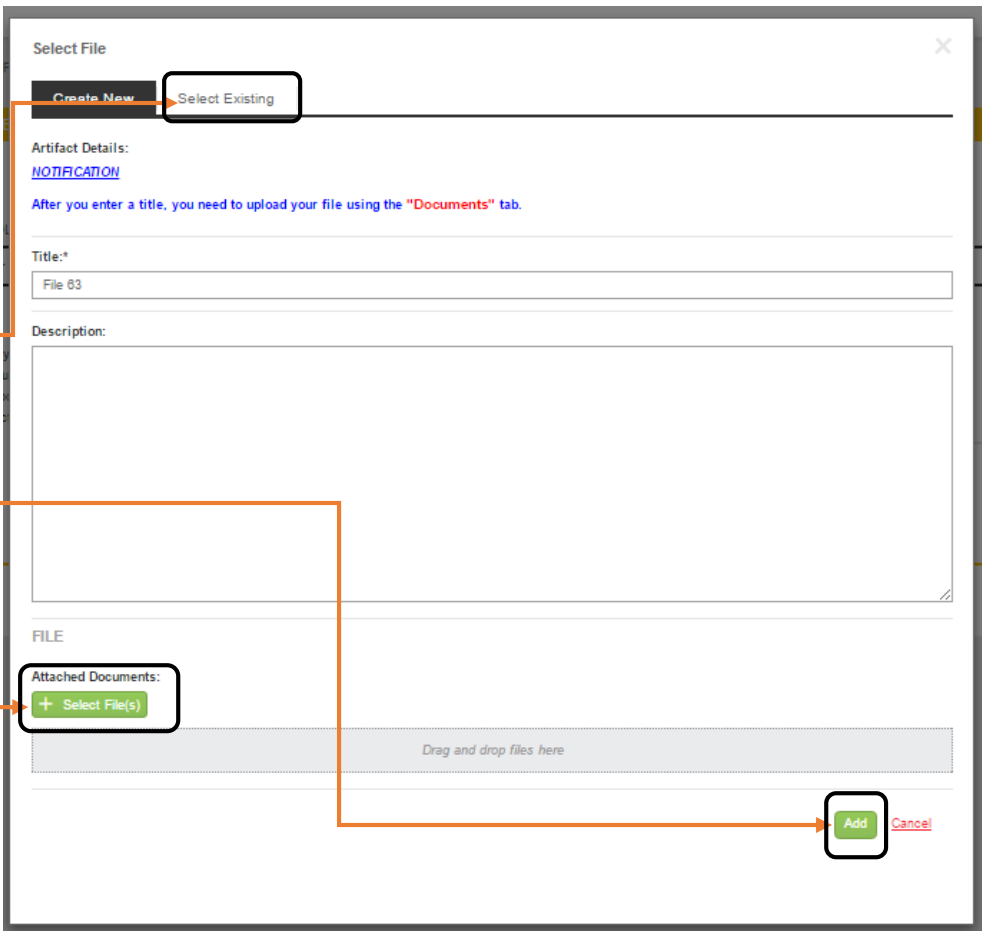 Select File
Create New Select Existing
Artifact Details:
NOTIFICATION
After you enter a title, you need to upload your file using the "Documents" tab.
Title:*
File 63
Description:
FILE
Attached Documents:
+ Select File(s)
Drag and drop files here
Add Cancel